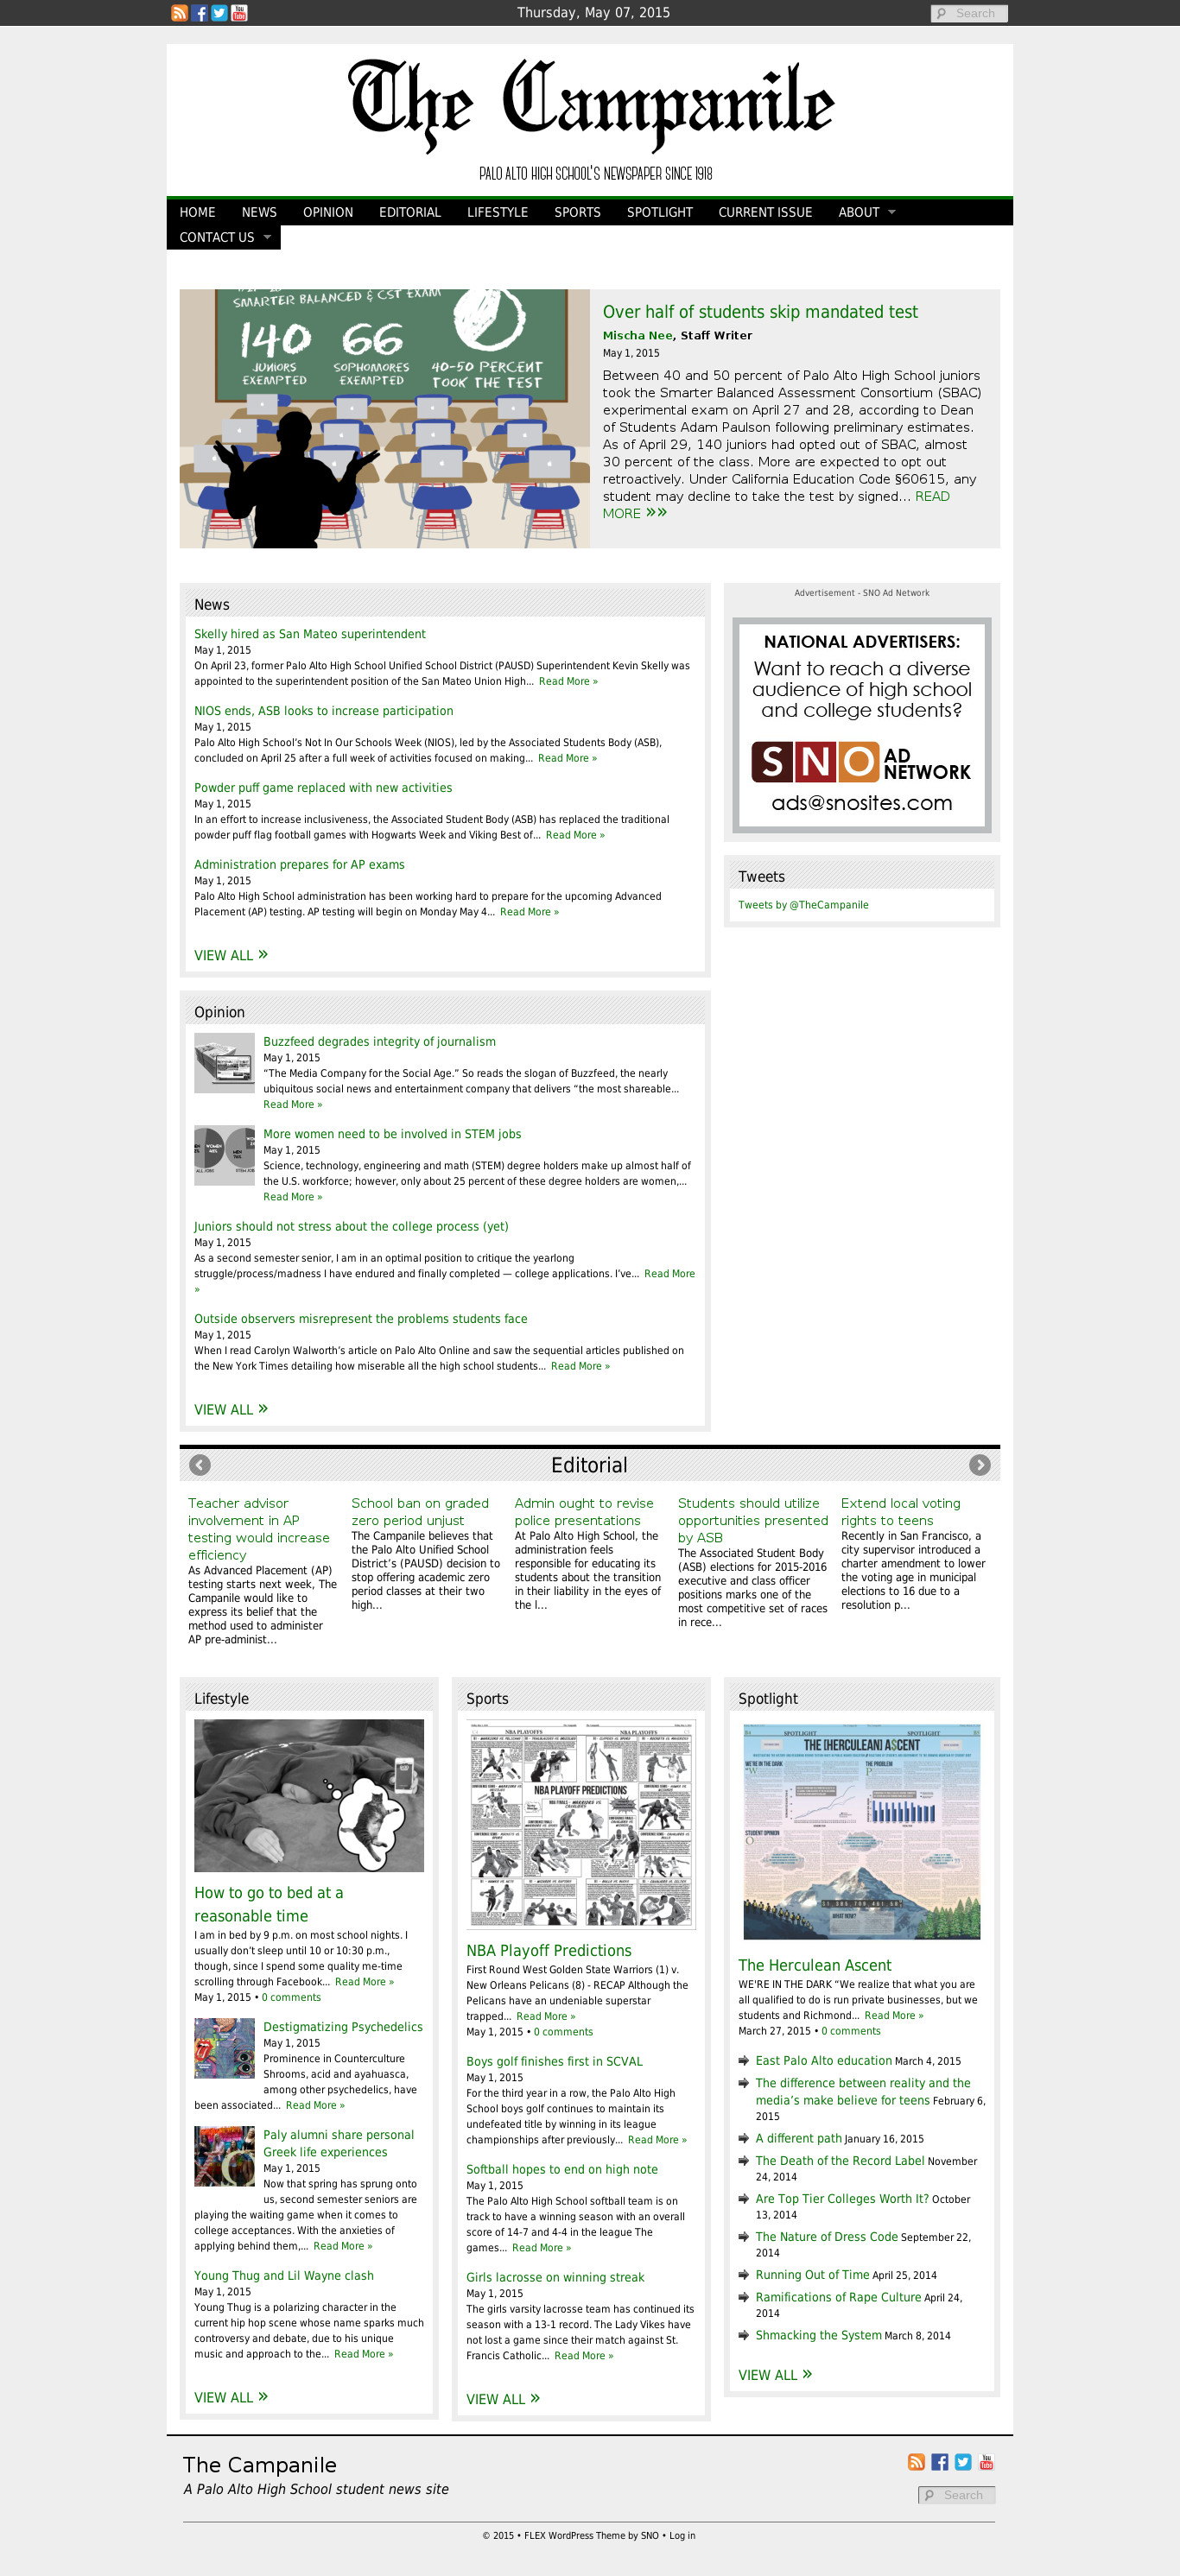 Thursday, May 07, 2015
Search
The Campanile
PALO ALTO HIGH SCHOOL'S NEWSPAPER SINCE 1918
HOME NEWS OPINION EDITORIAL LIFESTYLE SPORTS SPOTLIGHT CURRENT ISSUE ABOUT
CONTACT US
SMARTER BALANCED & CST EXAM
140 66
JUNIORS EXEMPTED
SOPHOMORES EXEMPTED
40-50 PERCENT TOOK THE TEST
Over half of students skip mandated test
Mischa Nee, Staff Writer
May 1, 2015
Between 40 and 50 percent of Palo Alto High School juniors
took the Smarter Balanced Assessment Consortium (SBAC)
experimental exam on April 27 and 28, according to Dean
of Students Adam Paulson following preliminary estimates.
As of April 29, 140 juniors had opted out of SBAC, almost
30 percent of the class. More are expected to opt out
retroactively. Under California Education Code §60615, any
student may decline to take the test by signed... READ
MORE »»
News
Skelly hired as San Mateo superintendent
May 1, 2015
On April 23, former Palo Alto High School Unified School District (PAUSD) Superintendent Kevin Skelly was
appointed to the superintendent position of the San Mateo Union High... Read More »
NIOS ends, ASB looks to increase participation
May 1, 2015
Palo Alto High School’s Not In Our Schools Week (NIOS), led by the Associated Students Body (ASB),
concluded on April 25 after a full week of activities focused on making... Read More »
Powder puff game replaced with new activities
May 1, 2015
In an effort to increase inclusiveness, the Associated Student Body (ASB) has replaced the traditional
powder puff flag football games with Hogwarts Week and Viking Best of... Read More »
Administration prepares for AP exams
May 1, 2015
Palo Alto High School administration has been working hard to prepare for the upcoming Advanced
Placement (AP) testing. AP testing will begin on Monday May 4... Read More »
VIEW ALL »
Advertisement - SNO Ad Network
NATIONAL ADVERTISERS:
Want to reach a diverse
audience of high school
and college students?
SNO AD NETWORK
ads@snosites.com
Tweets
Tweets by @TheCampanile
Opinion
Buzzfeed degrades integrity of journalism
May 1, 2015
“The Media Company for the Social Age.” So reads the slogan of Buzzfeed, the nearly
ubiquitous social news and entertainment company that delivers “the most shareable...
Read More »
More women need to be involved in STEM jobs
May 1, 2015
Science, technology, engineering and math (STEM) degree holders make up almost half of
the U.S. workforce; however, only about 25 percent of these degree holders are women,...
Read More »
Juniors should not stress about the college process (yet)
May 1, 2015
As a second semester senior, I am in an optimal position to critique the yearlong
struggle/process/madness I have endured and finally completed — college applications. I’ve... Read More
»
Outside observers misrepresent the problems students face
May 1, 2015
When I read Carolyn Walworth’s article on Palo Alto Online and saw the sequential articles published on
the New York Times detailing how miserable all the high school students... Read More »
VIEW ALL »
Editorial
Teacher advisor
involvement in AP
testing would increase
efficiency
As Advanced Placement (AP)
testing starts next week, The
Campanile would like to
express its belief that the
method used to administer
AP pre-administ...
School ban on graded
zero period unjust
The Campanile believes that
the Palo Alto Unified School
District’s (PAUSD) decision to
stop offering academic zero
period classes at their two
high...
Admin ought to revise
police presentations
At Palo Alto High School, the
administration feels
responsible for educating its
students about the transition
in their liability in the eyes of
the l...
Students should utilize
opportunities presented
by ASB
The Associated Student Body
(ASB) elections for 2015-2016
executive and class officer
positions marks one of the
most competitive set of races
in rece...
Extend local voting
rights to teens
Recently in San Francisco, a
city supervisor introduced a
charter amendment to lower
the voting age in municipal
elections to 16 due to a
resolution p...
Lifestyle
How to go to bed at a
reasonable time
I am in bed by 9 p.m. on most school nights. I
usually don’t sleep until 10 or 10:30 p.m.,
though, since I spend some quality me-time
scrolling through Facebook... Read More »
May 1, 2015 • 0 comments
Destigmatizing Psychedelics
May 1, 2015
Prominence in Counterculture
Shrooms, acid and ayahuasca,
among other psychedelics, have
been associated... Read More »
Paly alumni share personal
Greek life experiences
May 1, 2015
Now that spring has sprung onto
us, second semester seniors are
playing the waiting game when it comes to
college acceptances. With the anxieties of
applying behind them,... Read More »
Young Thug and Lil Wayne clash
May 1, 2015
Young Thug is a polarizing character in the
current hip hop scene whose name sparks much
controversy and debate, due to his unique
music and approach to the... Read More »
VIEW ALL »
Sports
NBA PLAYOFFS
NBA PLAYOFFS
NBA PLAYOFF PREDICTIONS
NBA Playoff Predictions
First Round West Golden State Warriors (1) v.
New Orleans Pelicans (8) - RECAP Although the
Pelicans have an undeniable superstar
trapped... Read More »
May 1, 2015 • 0 comments
Boys golf finishes first in SCVAL
May 1, 2015
For the third year in a row, the Palo Alto High
School boys golf continues to maintain its
undefeated title by winning in its league
championships after previously... Read More »
Softball hopes to end on high note
May 1, 2015
The Palo Alto High School softball team is on
track to have a winning season with an overall
score of 14-7 and 4-4 in the league The
games... Read More »
Girls lacrosse on winning streak
May 1, 2015
The girls varsity lacrosse team has continued its
season with a 13-1 record. The Lady Vikes have
not lost a game since their match against St.
Francis Catholic... Read More »
VIEW ALL »
Spotlight
SPOTLIGHT
SPOTLIGHT
THE [HERCULEAN] A$CENT
WE'RE IN THE DARK
THE PROBLEM
STUDENT OPINION
WHAT NOW?
The Herculean Ascent
WE’RE IN THE DARK “We realize that what you are
all qualified to do is run private businesses, but we
students and Richmond... Read More »
March 27, 2015 • 0 comments
East Palo Alto education March 4, 2015
The difference between reality and the
media’s make believe for teens February 6,
2015
A different path January 16, 2015
The Death of the Record Label November
24, 2014
Are Top Tier Colleges Worth It? October
13, 2014
The Nature of Dress Code September 22,
2014
Running Out of Time April 25, 2014
Ramifications of Rape Culture April 24,
2014
Shmacking the System March 8, 2014
VIEW ALL »
The Campanile
A Palo Alto High School student news site
Search
© 2015 • FLEX WordPress Theme by SNO • Log in